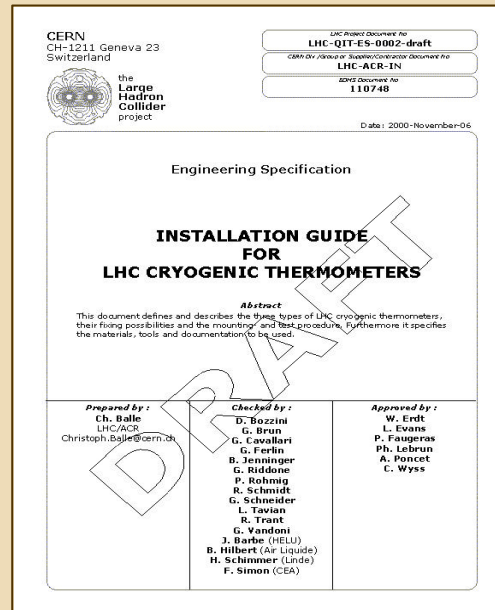 CERN
CH-1211 Geneva 23
Switzerland
the
Large
Hadron
Collider
project
LHC Project Document No
LHC-QIT-ES-0002-draft
CERN Div./Group or Supplier/Contractor Document No
LHC-ACR-IN
EDMS Document No
110748
Date: 2000-November-06
Engineering Specification
INSTALLATION GUIDE
FOR
LHC CRYOGENIC THERMOMETERS
Abstract
This document defines and describes the three types of LHC cryogenic thermometers,
their fixing possibilities and the mounting- and test procedure. Furthermore it specifies
the materials, tools and documentation to be used.
DRAFT
Prepared by :
Ch. Balle
LHC/ACR
Christoph.Balle@cern.ch
Checked by :
D. Bozzini
G. Brun
G. Cavallari
G. Ferlin
B. Jenninger
G. Riddone
P. Rohmig
R. Schmidt
G. Schneider
L. Tavian
R. Trant
G. Vandoni
J. Barbe (HELU)
B. Hilbert (Air Liquide)
H. Schimmer (Linde)
F. Simon (CEA)
Approved by :
W. Erdt
L. Evans
P. Faugeras
Ph. Lebrun
A. Poncet
C. Wyss